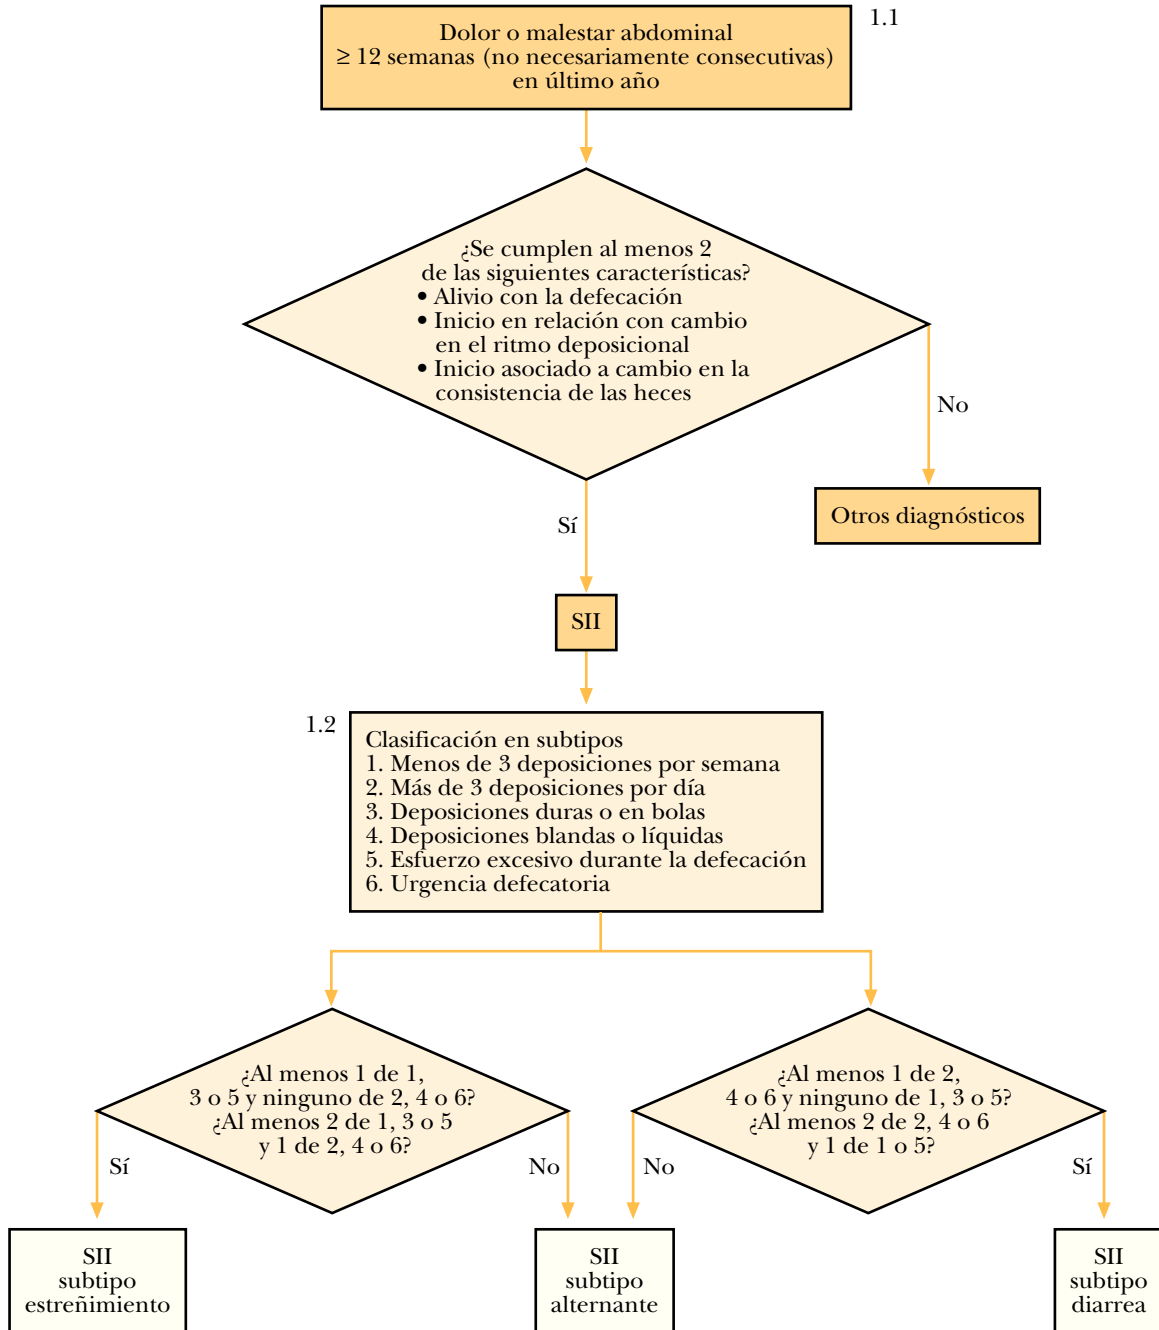 1.1
Dolor o malestar abdominal
≥ 12 semanas (no necesariamente consecutivas)
en último año
¿Se cumplen al menos 2
de las siguientes características?
• Alivio con la defecación
• Inicio en relación con cambio
en el ritmo deposicional
• Inicio asociado a cambio en la
consistencia de las heces
No
Otros diagnósticos
Sí
SII
1.2
Clasificación en subtipos
1. Menos de 3 deposiciones por semana
2. Más de 3 deposiciones por día
3. Deposiciones duras o en bolas
4. Deposiciones blandas o líquidas
5. Esfuerzo excesivo durante la defecación
6. Urgencia defecatoria
¿Al menos 1 de 1,
3 o 5 y ninguno de 2, 4 o 6?
¿Al menos 2 de 1, 3 o 5
y 1 de 2, 4 o 6?
Sí
No
¿Al menos 1 de 2,
4 o 6 y ninguno de 1, 3 o 5?
¿Al menos 2 de 2, 4 o 6
y 1 de 1 o 5?
No
Sí
SII
subtipo
estreñimiento
SII
subtipo
alternante
SII
subtipo
diarrea